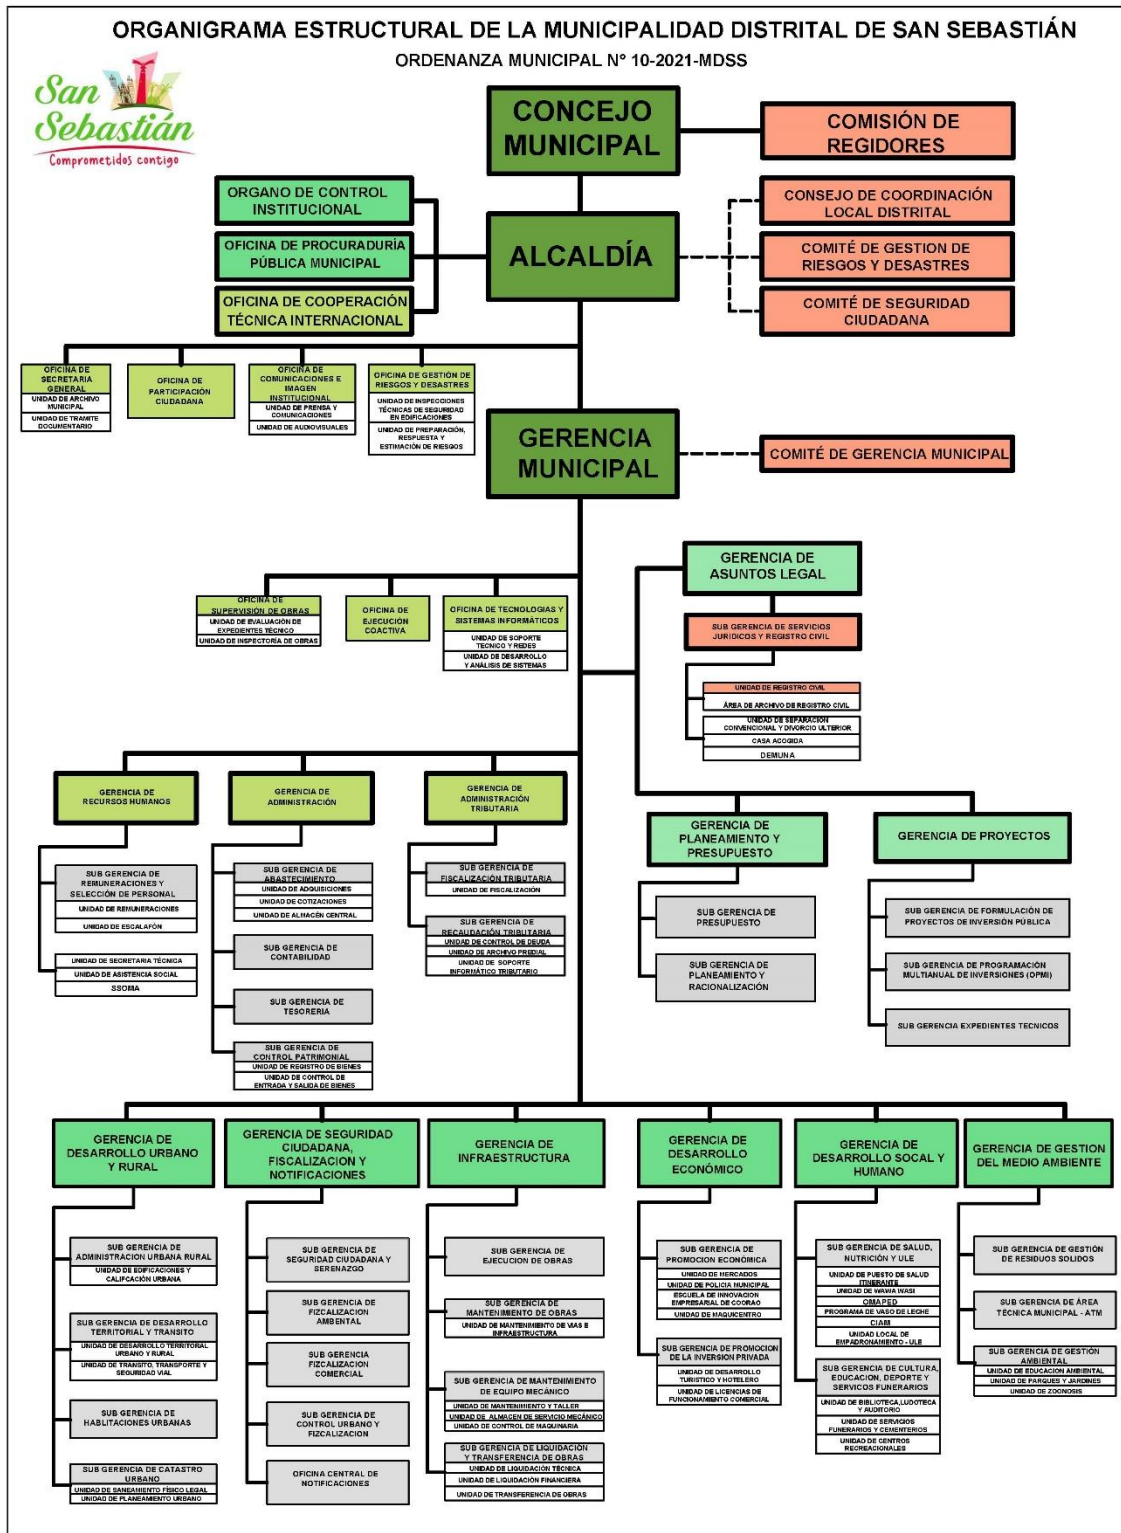 ORGANIGRAMA ESTRUCTURAL DE LA MUNICIPALIDAD DISTRITAL DE SAN SEBASTIÁN
ORDENANZA MUNICIPAL N° 10-2021-MDSS
San
Sebastián
Comprometidos contigo
CONCEJO
MUNICIPAL
COMISIÓN DE
REGIDORES
ORGANO DE CONTROL
INSTITUCIONAL
OFICINA DE PROCURADURÍA
PÚBLICA MUNICIPAL
OFICINA DE COOPERACIÓN
TÉCNICA INTERNACIONAL
ALCALDÍA
CONSEJO DE COORDINACIÓN
LOCAL DISTRITAL
COMITÉ DE GESTION DE
RIESGOS Y DESASTRES
COMITÉ DE SEGURIDAD
CIUDADANA
OFICINA DE
SECRETARIA
GENERAL
UNIDAD DE ARCHIVO
MUNICIPAL
UNIDAD DE TRAMITE
DOCUMENTARIO
OFICINA DE
PARTICIPACIÓN
CIUDADANA
OFICINA DE
COMUNICACIONES E
IMAGEN
INSTITUCIONAL
UNIDAD DE PRENSA Y
COMUNICACIONES
UNIDAD DE AUDIOVISUALES
OFICINA DE GESTIÓN DE
RIESGOS Y DESASTRES
UNIDAD DE INSPECCIONES
TÉCNICAS DE SEGURIDAD
EN EDIFICACIONES
UNIDAD DE PREPARACIÓN,
RESPUESTA Y
ESTIMACIÓN DE RIESGOS
GERENCIA
MUNICIPAL
COMITÉ DE GERENCIA MUNICIPAL
OFICINA DE
SUPERVISIÓN DE OBRAS
UNIDAD DE EVALUACIÓN DE
EXPEDIENTES TÉCNICO
UNIDAD DE INSPECTORÍA DE OBRAS
OFICINA DE
EJECUCIÓN
COACTIVA
OFICINA DE TECNOLOGIAS Y
SISTEMAS INFORMÁTICOS
UNIDAD DE SOPORTE
TECNICO Y REDES
UNIDAD DE DESARROLLO
Y ANÁLISIS DE SISTEMAS
GERENCIA DE
ASUNTOS LEGAL
SUB GERENCIA DE SERVICIOS
JURIDICOS Y REGISTRO CIVIL
UNIDAD DE REGISTRO CIVIL
ÁREA DE ARCHIVO DE REGISTRO CIVIL
UNIDAD DE SEPARACION
CONVENCIONAL Y DIVORCIO ULTERIOR
CASA ACOGIDA
DEMUNA
GERENCIA DE
RECURSOS HUMANOS
SUB GERENCIA DE
REMUNERACIONES Y
SELECCIÓN DE PERSONAL
UNIDAD DE REMUNERACIONES
UNIDAD DE ESCALAFÓN
UNIDAD DE SECRETARIA TÉCNICA
UNIDAD DE ASISTENCIA SOCIAL
SSOMA
GERENCIA DE
ADMINISTRACIÓN
SUB GERENCIA DE
ABASTECIMIENTO
UNIDAD DE ADQUISICIONES
UNIDAD DE COTIZACIONES
UNIDAD DE ALMACÉN CENTRAL
SUB GERENCIA DE
CONTABILIDAD
SUB GERENCIA DE
TESORERIA
SUB GERENCIA DE
CONTROL PATRIMONIAL
UNIDAD DE REGISTRO DE BIENES
UNIDAD DE CONTROL DE
ENTRADA Y SALIDA DE BIENES
GERENCIA DE
ADMINISTRACIÓN
TRIBUTARIA
SUB GERENCIA DE
FISCALIZACIÓN TRIBUTARIA
UNIDAD DE FISCALIZACIÓN
SUB GERENCIA DE
RECAUDACIÓN TRIBUTARIA
UNIDAD DE CONTROL DE DEUDA
UNIDAD DE ARCHIVO PREDIAL
UNIDAD DE SOPORTE
INFORMÁTICO TRIBUTARIO
GERENCIA DE
PLANEAMIENTO Y
PRESUPUESTO
SUB GERENCIA DE
PRESUPUESTO
SUB GERENCIA DE
PLANEAMIENTO Y
RACIONALIZACIÓN
GERENCIA DE PROYECTOS
SUB GERENCIA DE FORMULACIÓN DE
PROYECTOS DE INVERSIÓN PÚBLICA
SUB GERENCIA DE PROGRAMACIÓN
MULTIANUAL DE INVERSIONES (OPMI)
SUB GERENCIA EXPEDIENTES TECNICOS
GERENCIA DE
DESARROLLO URBANO
Y RURAL
SUB GERENCIA DE
ADMINISTRACION URBANA RURAL
UNIDAD DE EDIFICACIONES Y
CALIFCACIÓN URBANA
SUB GERENCIA DE DESARROLLO
TERRITORIAL Y TRANSITO
UNIDAD DE DESARROLLO TERRITORIAL
URBANO Y RURAL
UNIDAD DE TRANSITO, TRANSPORTE Y
SEGURIDAD VIAL
SUB GERENCIA DE
HABLITACIONES URBANAS
SUB GERENCIA DE CATASTRO
URBANO
UNIDAD DE SANEAMIENTO FÍSICO LEGAL
UNIDAD DE PLANEAMIENTO URBANO
GERENCIA DE SEGURIDAD
CIUDADANA,
FISCALIZACION Y
NOTIFICACIONES
SUB GERENCIA DE
SEGURIDAD CIUDADANA Y
SERENAZGO
SUB GERENCIA DE
FIZCALIZACION
AMBENTAL
SUB GERENCIA
FIZCALIZACION
COMERCIAL
SUB GERENCIA DE
CONTROL URBANO Y
FIZCALIZACION
OFICINA CENTRAL DE
NOTIFICACIONES
GERENCIA DE
INFRAESTRUCTURA
SUB GERENCIA DE
EJECUCION DE OBRAS
SUB GERENCIA DE
MANTENIMIENTO DE OBRAS
UNIDAD DE MANTENIMIENTO DE VIAS E
INFRAESTRUCTURA
SUB GERENCIA DE MANTENIMIENTO
DE EQUIPO MECÁNICO
UNIDAD DE MANTENIMIENTO Y TALLER
UNIDAD DE ALMACEN DE SERVICIO MECÁNICO
UNIDAD DE CONTROL DE MAQUINARIA
SUB GERENCIA DE LIQUIDACIÓN
Y TRANSFERENCIA DE OBRAS
UNIDAD DE LIQUIDACIÓN TÉCNICA
UNIDAD DE LIQUIDACIÓN FINANCIERA
UNIDAD DE TRANSFERENCIA DE OBRAS
GERENCIA DE
DESARROLLO
ECONÓMICO
SUB GERENCIA DE
PROMOCION ECONÓMICA
UNIDAD DE MERCADOS
UNIDAD DE POLICIA MUNICIPAL
ESCUELA DE INNOVACION
EMPRESARIAL DE CCORAO
UNIDAD DE MAQUICENTRO
SUB GERENCIA DE PROMOCION
DE LA INVERSION PRIVADA
UNIDAD DE DESARROLLO
TURISTICO Y HOTELERO
UNIDAD DE LICENCIAS DE
FUNCIONAMIENTO COMERCIAL
GERENCIA DE
DESARROLLO SOCAL Y
HUMANO
SUB GERENCIA DE SALUD,
NUTRICIÓN Y ULE
UNIDAD DE PUESTO DE SALUD
ITINERANTE
UNIDAD DE WAWA WASI
OMAPED
PROGRAMA DE VASO DE LECHE
CIAM
UNIDAD LOCAL DE
EMPADRONAMIENTO - ULE
SUB GERENCIA DE CULTURA,
EDUCACION, DEPORTE Y
SERVICOS FUNERARIOS
UNIDAD DE BIBLIOTECA,LUDOTECA
Y AUDITORIO
UNIDAD DE SERVICIOS
FUNERARIOS Y CEMENTERIOS
UNIDAD DE CENTROS
RECREACIONALES
GERENCIA DE GESTION
DEL MEDIO AMBIENTE
SUB GERENCIA DE GESTIÓN
DE RESIDUOS SOLIDOS
SUB GERENCIA DE ÁREA
TÉCNICA MUNICIPAL - ATM
SUB GERENCIA DE GESTIÓN
AMBIENTAL
UNIDAD DE EDUCACION AMBIENTAL
UNIDAD DE PARQUES Y JARDINES
UNIDAD DE ZOONOSIS